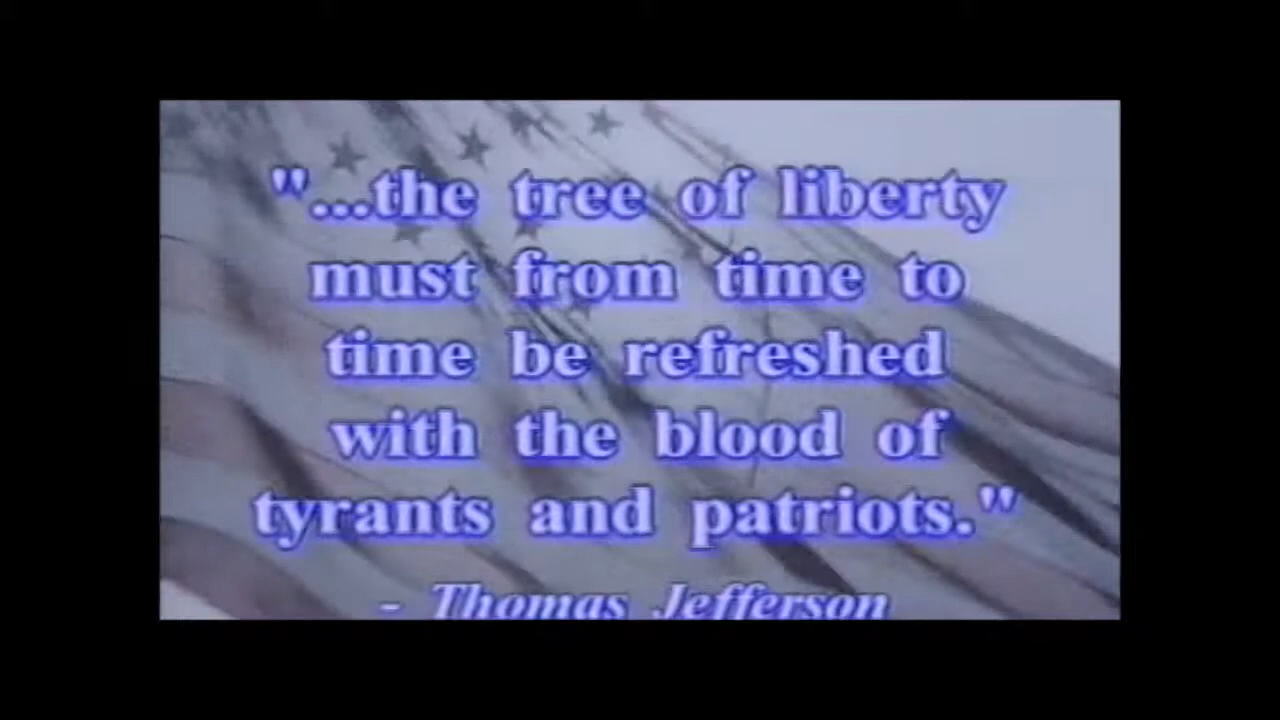 "...the tree of liberty
must from time to
time be refreshed
with the blood of
tyrants and patriots."
- Thomas Jefferson